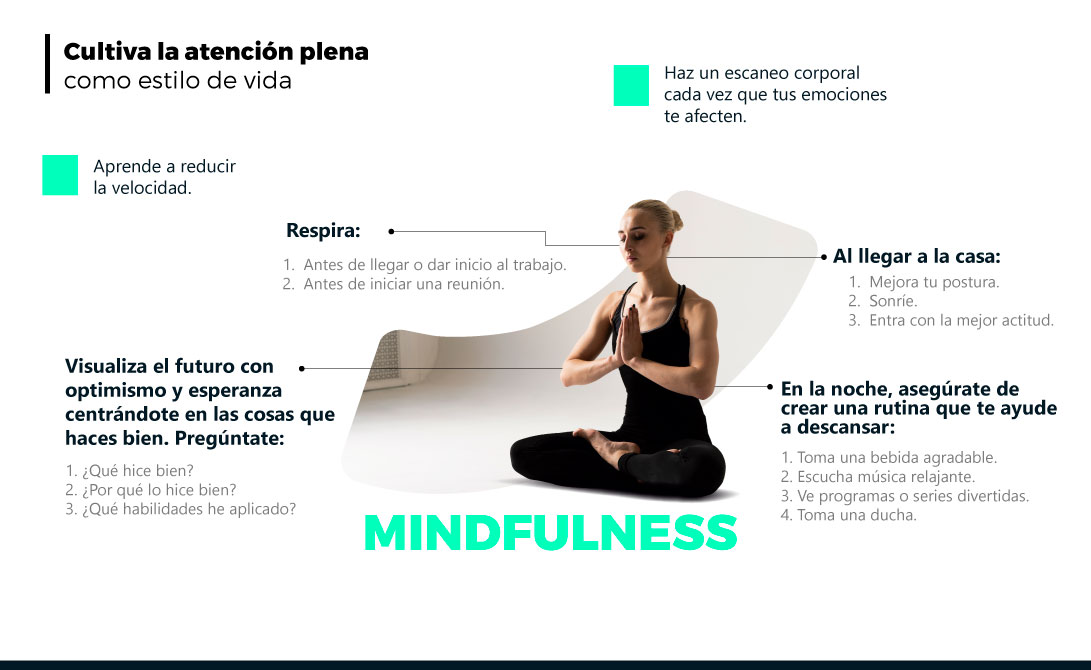 Cultiva la atención plena
como estilo de vida
Haz un escaneo corporal
cada vez que tus emociones
te afecten.
Aprende a reducir
la velocidad.
Respira:
1. Antes de llegar o dar inicio al trabajo.
2. Antes de iniciar una reunión.
Al llegar a la casa:
1. Mejora tu postura.
2. Sonríe.
3. Entra con la mejor actitud.
Visualiza el futuro con
optimismo y esperanza
centrándote en las cosas que
haces bien. Pregúntate:
1. ¿Qué hice bien?
2. ¿Por qué lo hice bien?
3. ¿Qué habilidades he aplicado?
En la noche, asegúrate de
crear una rutina que te ayude
a descansar:
1. Toma una bebida agradable.
2. Escucha música relajante.
3. Ve programas o series divertidas.
4. Toma una ducha.
MINDFULNESS